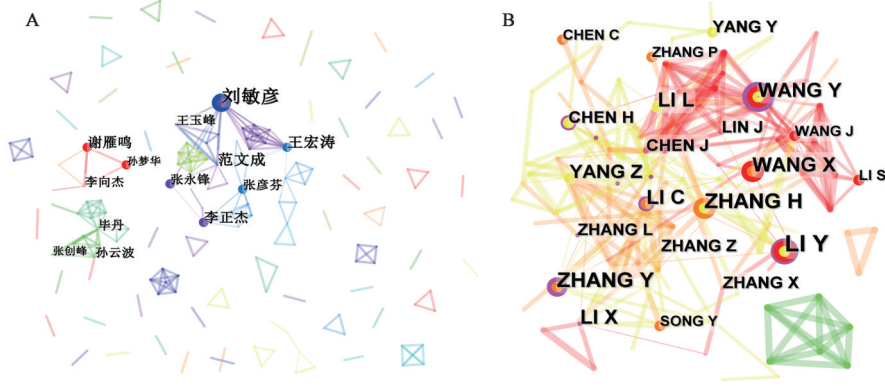 A
刘敏彦
王玉峰
谢雁鸣
王宏涛
孙梦华
范文成
李向杰
张永锋
张彦芬
毕丹
李正杰
张创峰
孙云波
B
YANG Y
CHEN C
ZHANG P
WANG Y
LI L
CHEN H
LIN J
WANG J
CHEN J
YANG Z
WANG X
LI S
LI C
ZHANG H
ZHANG L
ZHANG Z
LI Y
ZHANG Y
ZHANG X
LI X
SONG Y